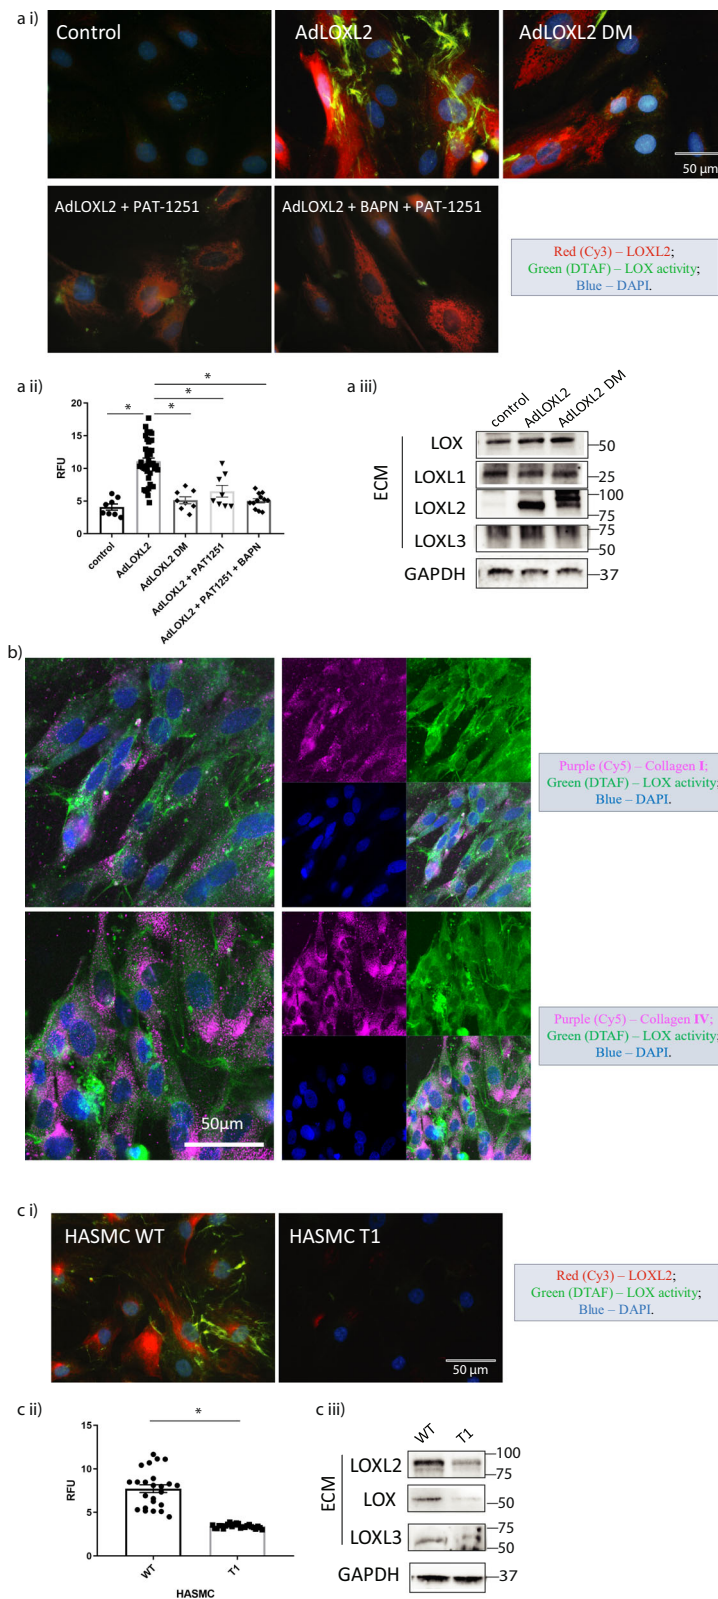 a i)
Control
AdLOXL2
AdLOXL2 DM
50 µm
AdLOXL2 + PAT-1251
AdLOXL2 + BAPN + PAT-1251
Red (Cy3) – LOXL2;
Green (DTAF) – LOX activity;
Blue – DAPI.
a ii)
*
*
* *
RFU
20
15
10
5
0
control
AdLOXL2
AdLOXL2 DM
AdLOXL2 + PAT1251
AdLOXL2 + PAT1251 + BAPN
a iii)
control
AdLOXL2
AdLOXL2 DM
ECM
LOX
50
LOXL1
25
LOXL2
100
75
LOXL3
75
50
GAPDH
37
b)
Purple (Cy5) – Collagen I;
Green (DTAF) – LOX activity;
Blue – DAPI.
Purple (Cy5) – Collagen IV;
Green (DTAF) – LOX activity;
Blue – DAPI.
50µm
c i)
HASMC WT
HASMC T1
50 µm
Red (Cy3) – LOXL2;
Green (DTAF) – LOX activity;
Blue – DAPI.
c ii)
*
RFU
15
10
5
0
WT
T1
HASMC
c iii)
WT
T1
ECM
LOXL2
100
75
LOX
50
LOXL3
75
50
GAPDH
37